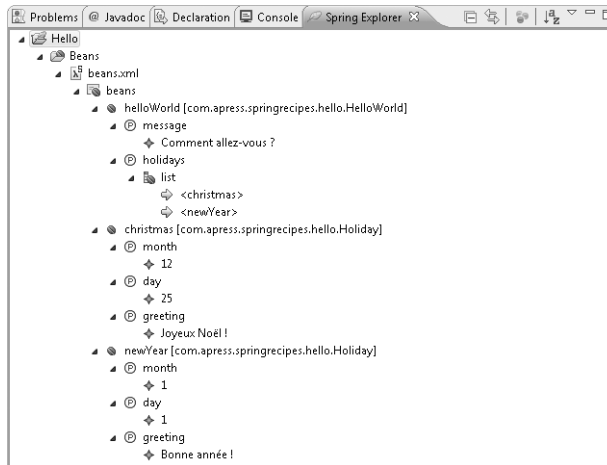 Problems @ Javadoc Declaration Console Spring Explorer
Hello
Beans
beans.xml
beans
helloWorld [com.apress.springrecipes.hello.HelloWorld]
message
Comment allez-vous ?
holidays
list
<christmas>
<newYear>
christmas [com.apress.springrecipes.hello.Holiday]
month
12
day
25
greeting
Joyeux Noël !
newYear [com.apress.springrecipes.hello.Holiday]
month
1
day
1
greeting
Bonne année !